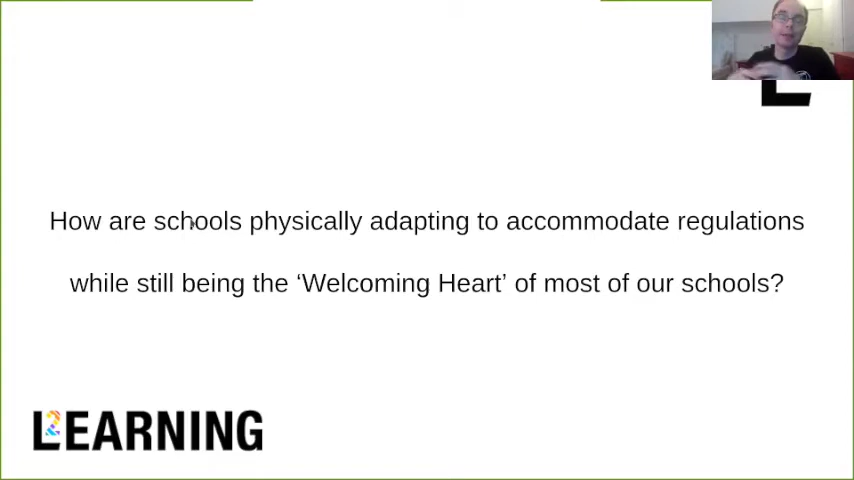 How are schools physically adapting to accommodate regulations
while still being the ‘Welcoming Heart’ of most of our schools?
L2EARNING